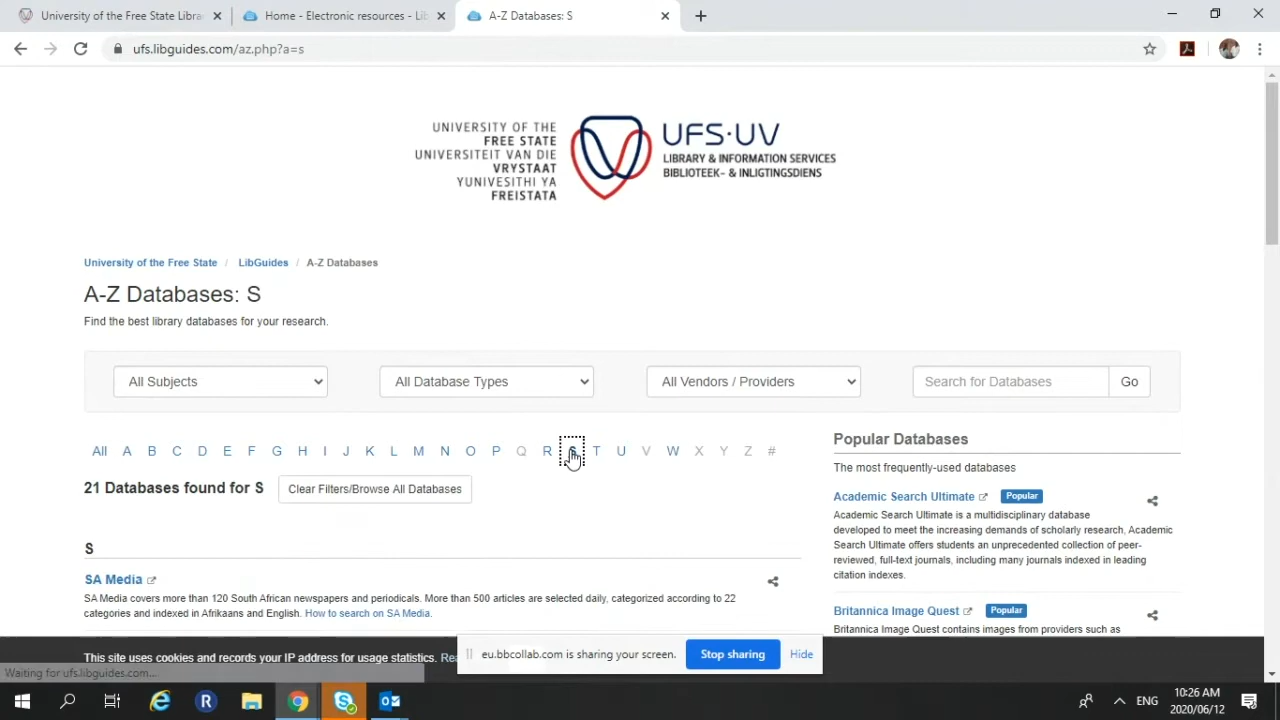 University of the Free State Libra
Home - Electronic resources - Lib
A-Z Databases: S
ufs.libguides.com/az.php?a=s
UNIVERSITY OF THE
FREE STATE
UNIVERSITEIT VAN DIE
VRYSTAAT
YUNIVESITHI YA
FREISTATA
UFS·UV
LIBRARY & INFORMATION SERVICES
BIBLIOTEEK- & INLIGTINGSDIENS
University of the Free State / LibGuides / A-Z Databases
A-Z Databases: S
Find the best library databases for your research.
All Subjects
All Database Types
All Vendors / Providers
Search for Databases
Go
All A B C D E F G H I J K L M N O P Q R S T U V W X Y Z #
21 Databases found for S
Clear Filters/Browse All Databases
S
SA Media
SA Media covers more than 120 South African newspapers and periodicals. More than 500 articles are selected daily, categorized according to 22
categories and indexed in Afrikaans and English. How to search on SA Media.
Popular Databases
The most frequently-used databases
Academic Search Ultimate Popular
Academic Search Ultimate is a multidisciplinary database
developed to meet the increasing demands of scholarly research, Academic
Search Ultimate offers students an unprecedented collection of peer-
reviewed, full-text journals, including many journals indexed in leading
citation indexes.
Britannica Image Quest Popular
Britannica Image Quest contains images from providers such as
This site uses cookies and records your IP address for usage statistics. Rea
eu.bbcollab.com is sharing your screen.
Stop sharing
Hide
Waiting for ufs.libguides.com...
ENG
10:26 AM
2020/06/12